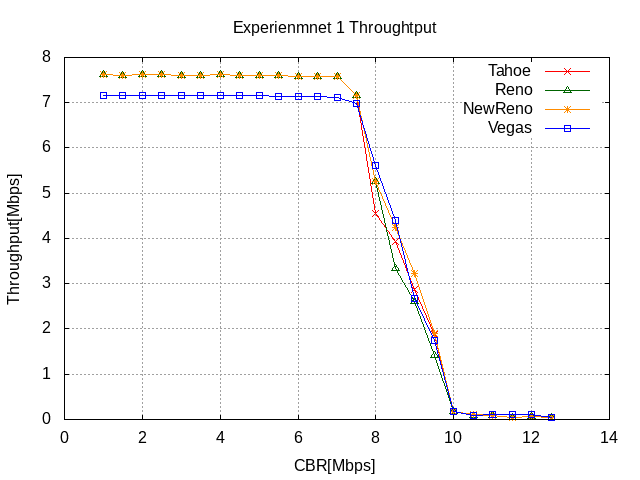 Experienmnet 1 Throughtput
Tahoe
Reno
NewReno
Vegas
Throughput[Mbps]
8
7
6
5
4
3
2
1
0
0 2 4 6 8 10 12 14
CBR[Mbps]